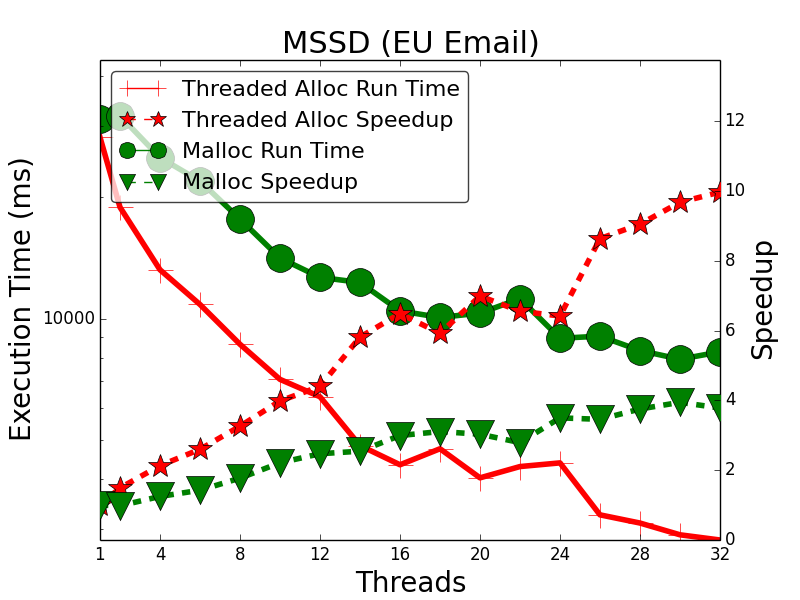 MSSD (EU Email)
Threaded Alloc Run Time
Threaded Alloc Speedup
Malloc Run Time
Malloc Speedup
Execution Time (ms)
10000
12
10
8
6
4
2
0
Speedup
1 4 8 12 16 20 24 28 32
Threads